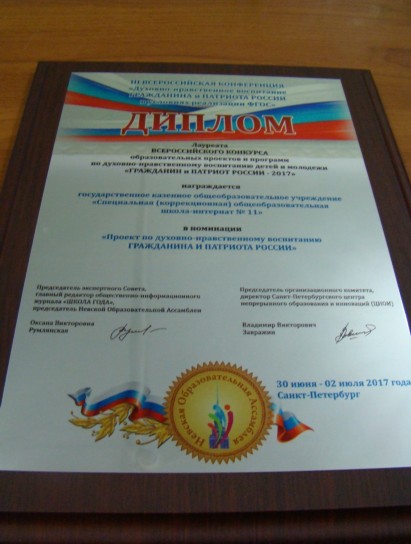 III ВСЕРОССИЙСКАЯ КОНФЕРЕНЦИЯ
«Духовно-нравственное воспитание
ГРАЖДАНИНА и ПАТРИОТА РОССИИ
в условиях реализации ФГОС»
ДИПЛОМ
Лауреата
ВСЕРОССИЙСКОГО КОНКУРСА
образовательных проектов и программ
по духовно-нравственному воспитанию детей и молодежи
«ГРАЖДАНИН и ПАТРИОТ РОССИИ - 2017»
награждается
государственное казенное общеобразовательное учреждение
«Специальная (коррекционная) общеобразовательная
школа-интернат № 11»
в номинации
«Проект по духовно-нравственному воспитанию
ГРАЖДАНИНА И ПАТРИОТА РОССИИ»
Председатель экспертного Совета,
главный редактор общественно-информационного
журнала «ШКОЛА ГОДА»,
председатель Невской Образовательной Ассамблеи
Оксана Викторовна
Румянская
Председатель организационного комитета,
директор Санкт-Петербургского центра
непрерывного образования и инноваций (ЦНОИ)
Владимир Викторович
Завражин
30 июня - 02 июля 2017 года
Санкт-Петербург
Невская Образовательная Ассамблея